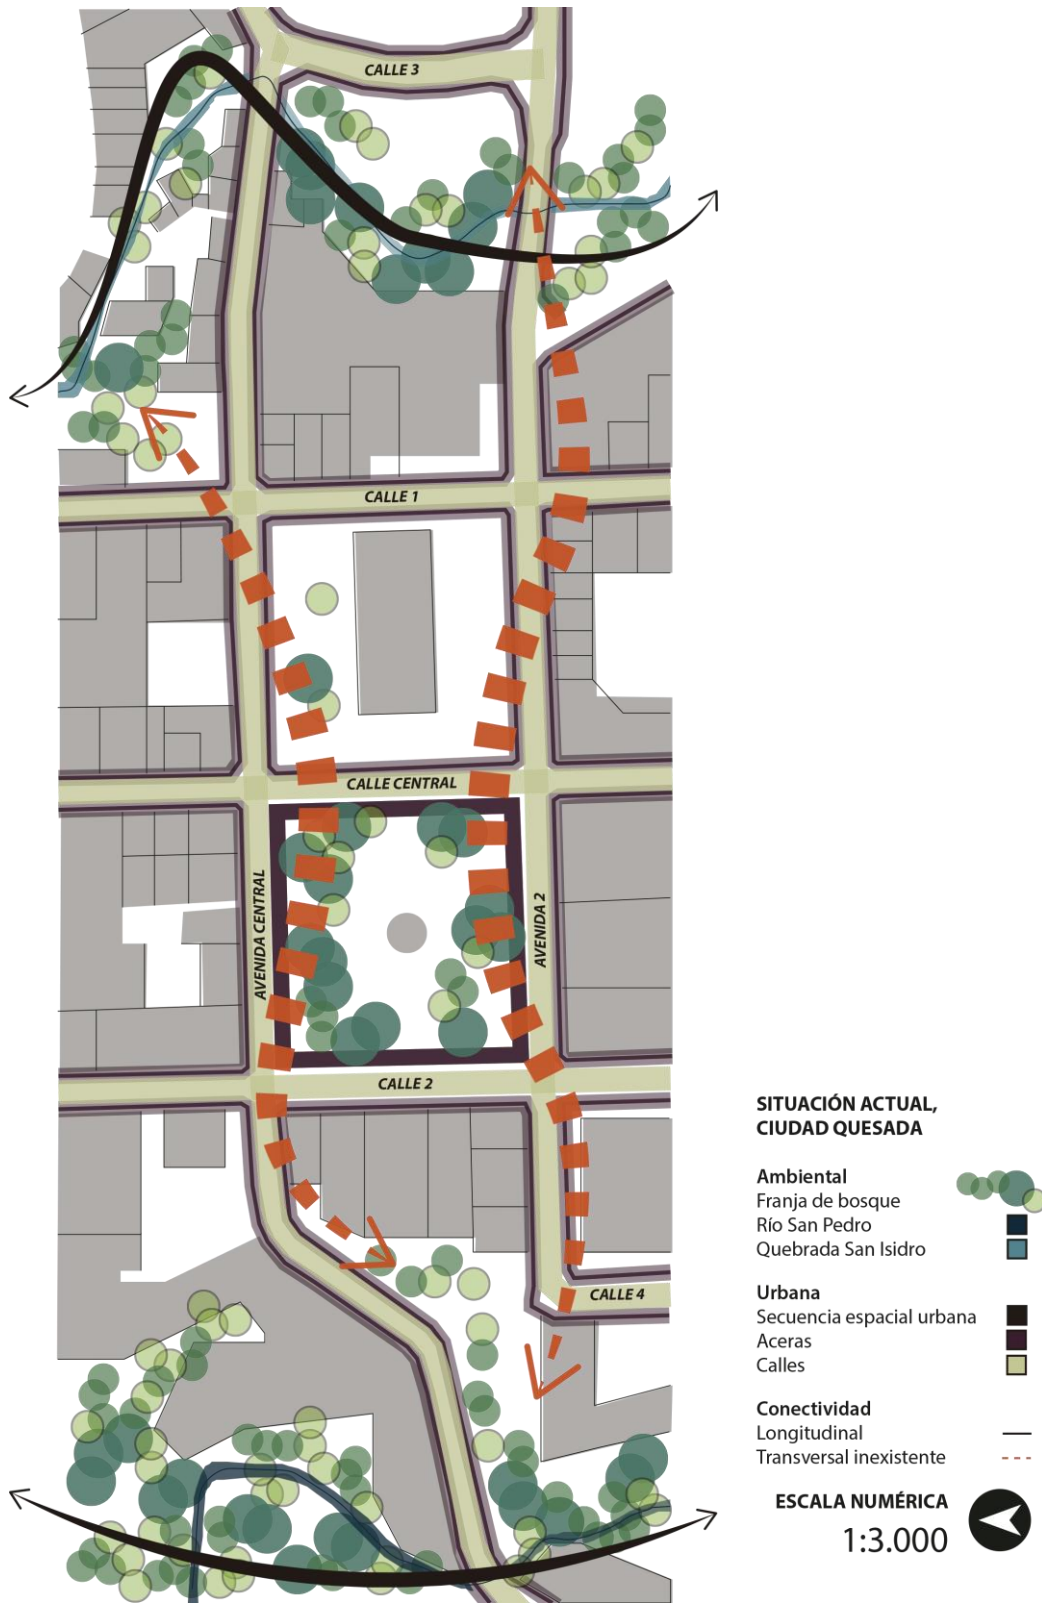 CALLE 3
CALLE 1
CALLE CENTRAL
AVENIDA CENTRAL
AVENIDA 2
CALLE 2
CALLE 4
SITUACIÓN ACTUAL,
CIUDAD QUESADA
Ambiental
Franja de bosque
Río San Pedro
Quebrada San Isidro
Urbana
Secuencia espacial urbana
Aceras
Calles
Conectividad
Longitudinal
Transversal inexistente
ESCALA NUMÉRICA
1:3.000